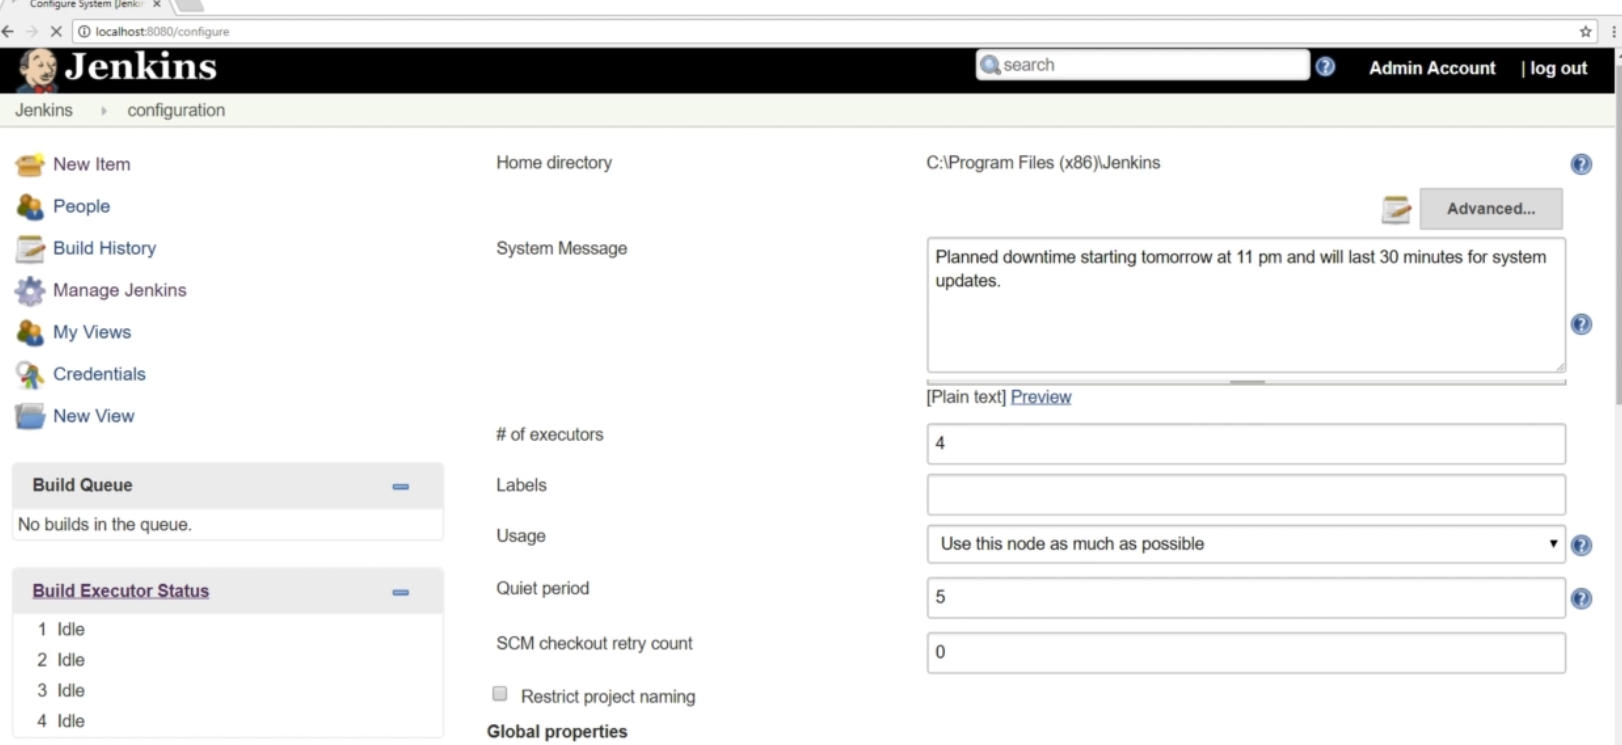 Configure System [Jenki
localhost:8080/configure
Jenkins
search
Admin Account | log out
Jenkins configuration
New Item
People
Build History
Manage Jenkins
My Views
Credentials
New View
Build Queue
No builds in the queue.
Build Executor Status
1 Idle
2 Idle
3 Idle
4 Idle
Home directory
C:\Program Files (x86)\Jenkins
Advanced...
System Message
Planned downtime starting tomorrow at 11 pm and will last 30 minutes for system
updates.
[Plain text] Preview
# of executors
4
Labels
Usage
Use this node as much as possible
Quiet period
5
SCM checkout retry count
0
Restrict project naming
Global properties